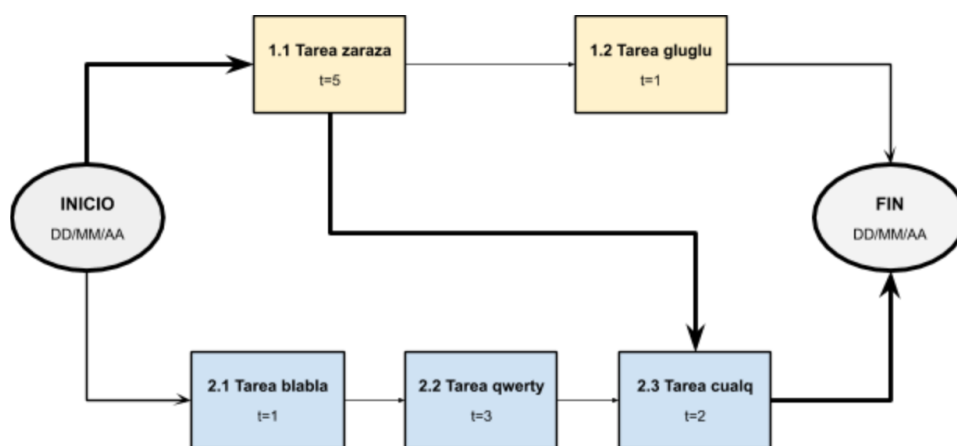 1.1 Tarea zaraza
t=5
1.2 Tarea gluglu
t=1
INICIO
DD/MM/AA
FIN
DD/MM/AA
2.1 Tarea blabla
t=1
2.2 Tarea qwerty
t=3
2.3 Tarea cualq
t=2